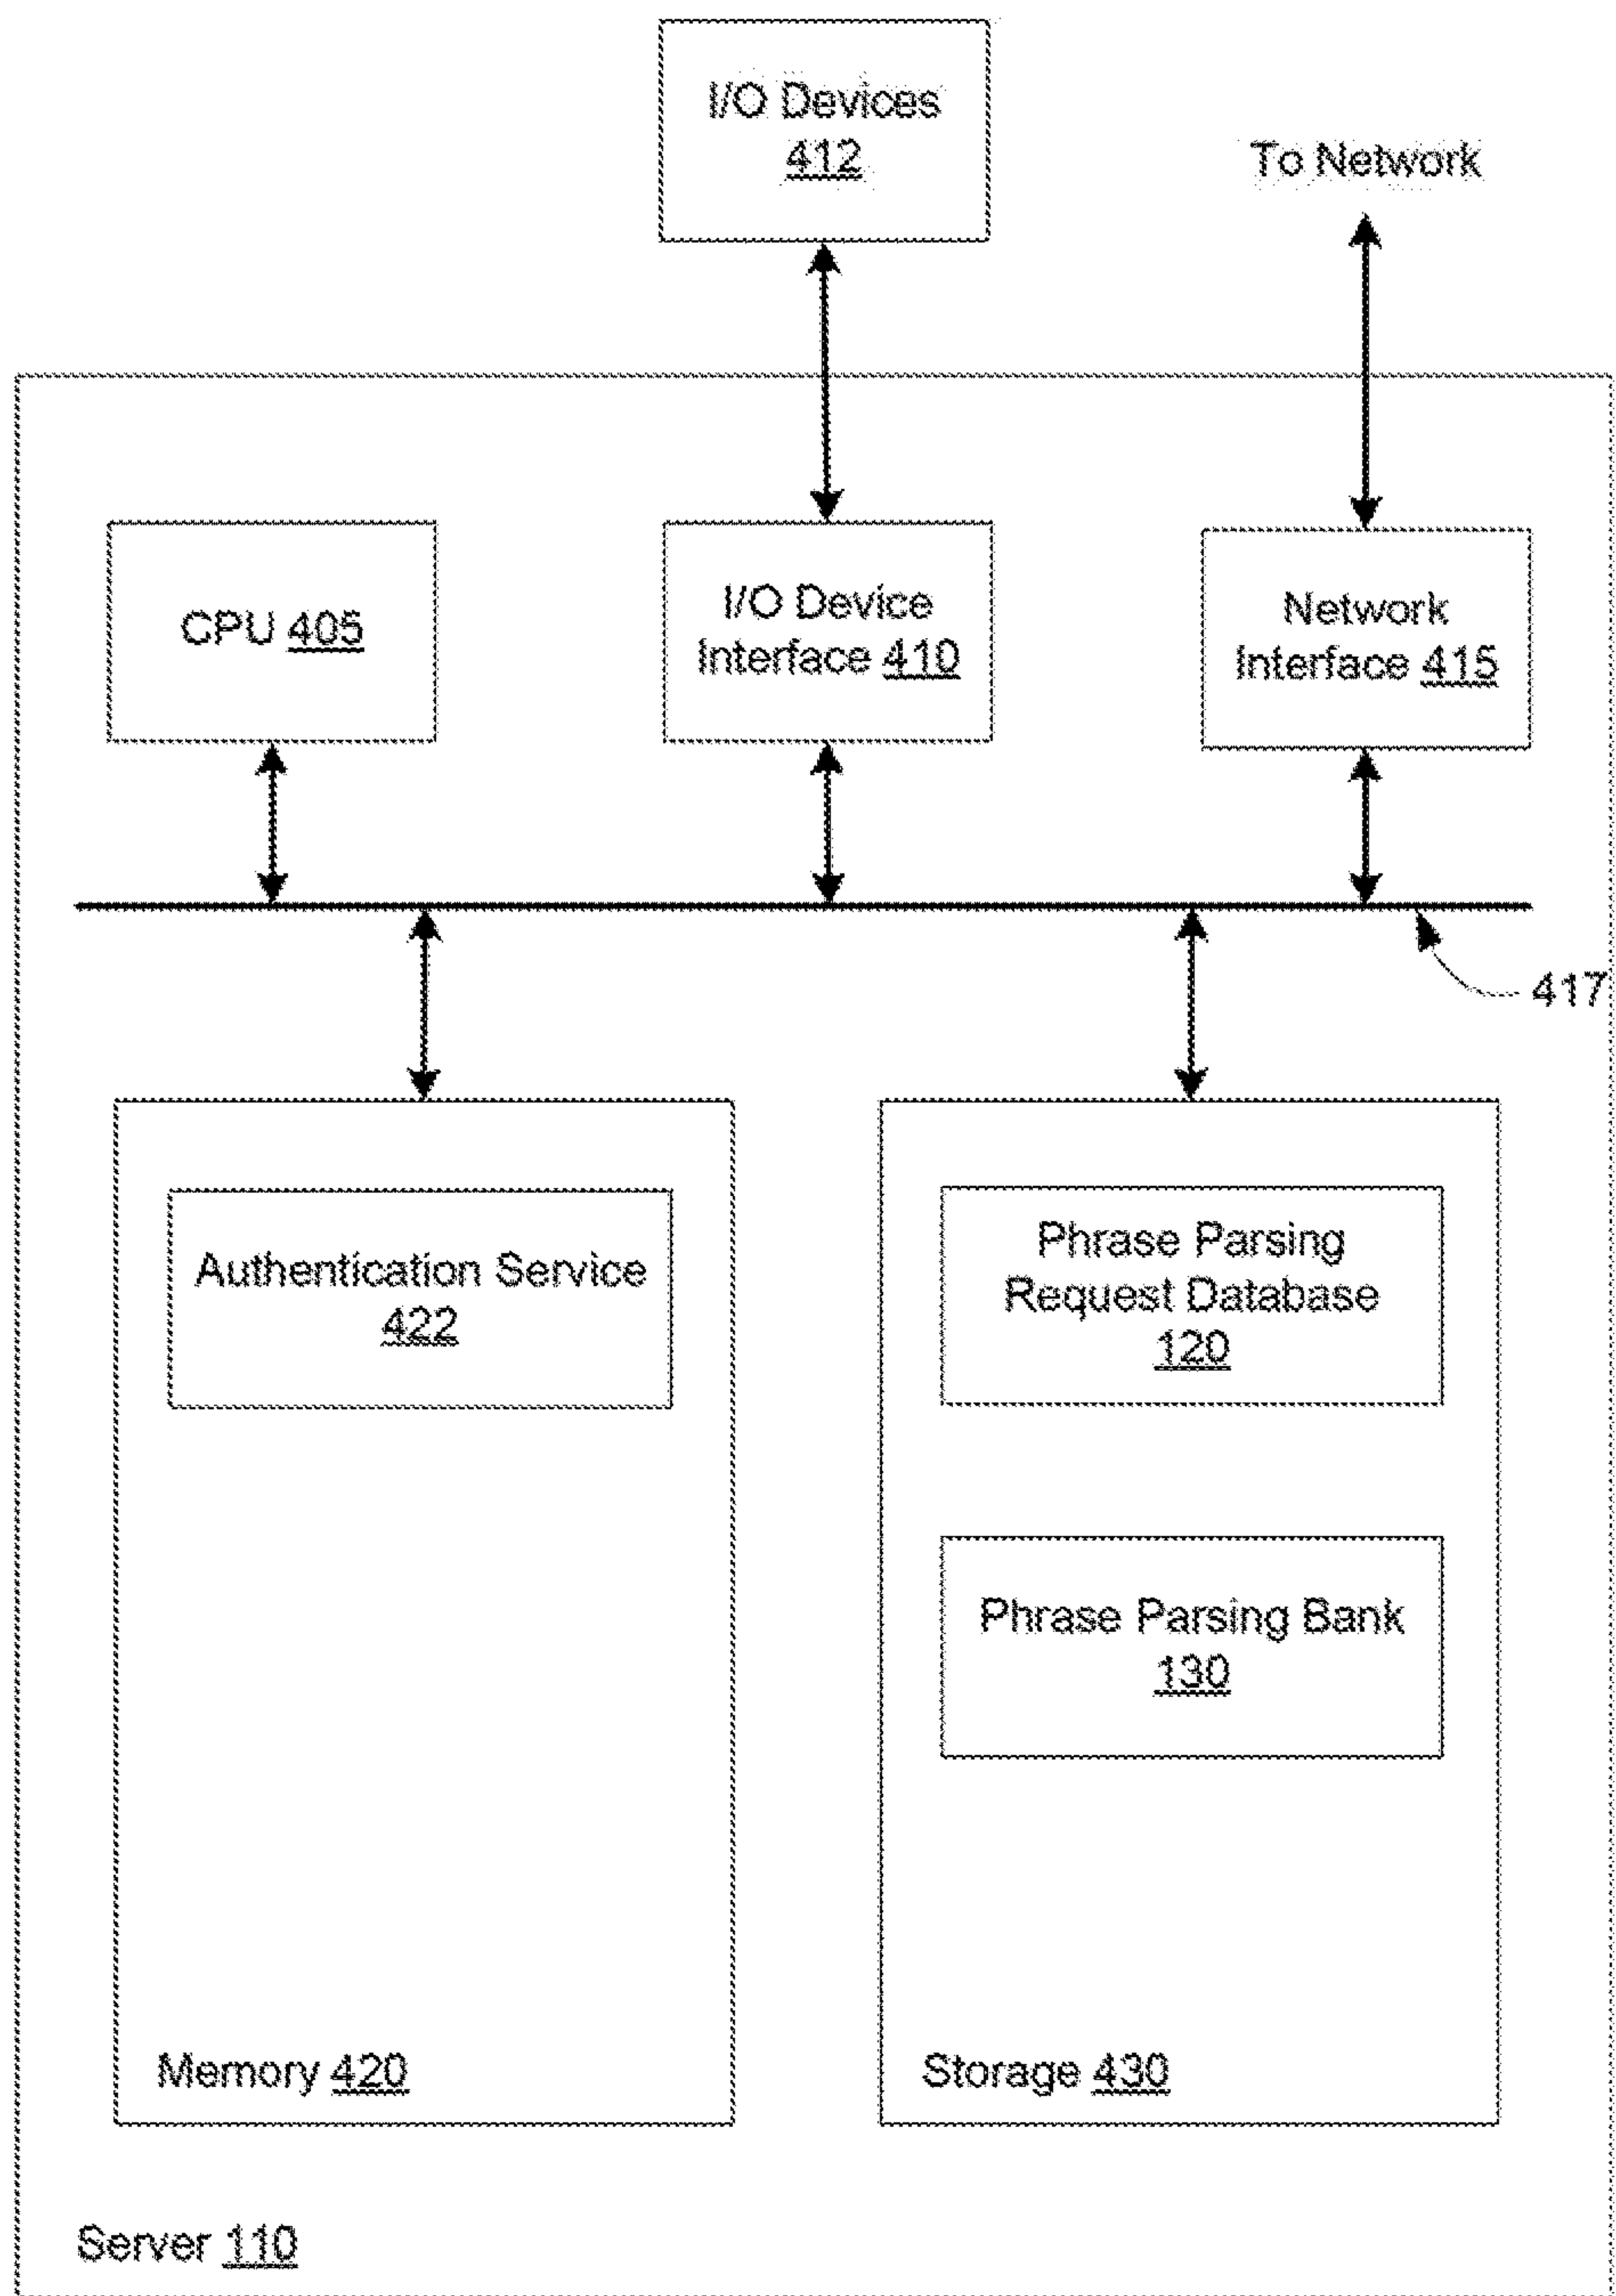 I/O Devices
412
To Network
CPU 405
I/O Device
Interface 410
Network
Interface 415
417
Authentication Service
422
Phrase Parsing
Request Database
120
Phrase Parsing Bank
130
Memory 420
Storage 430
Server 110